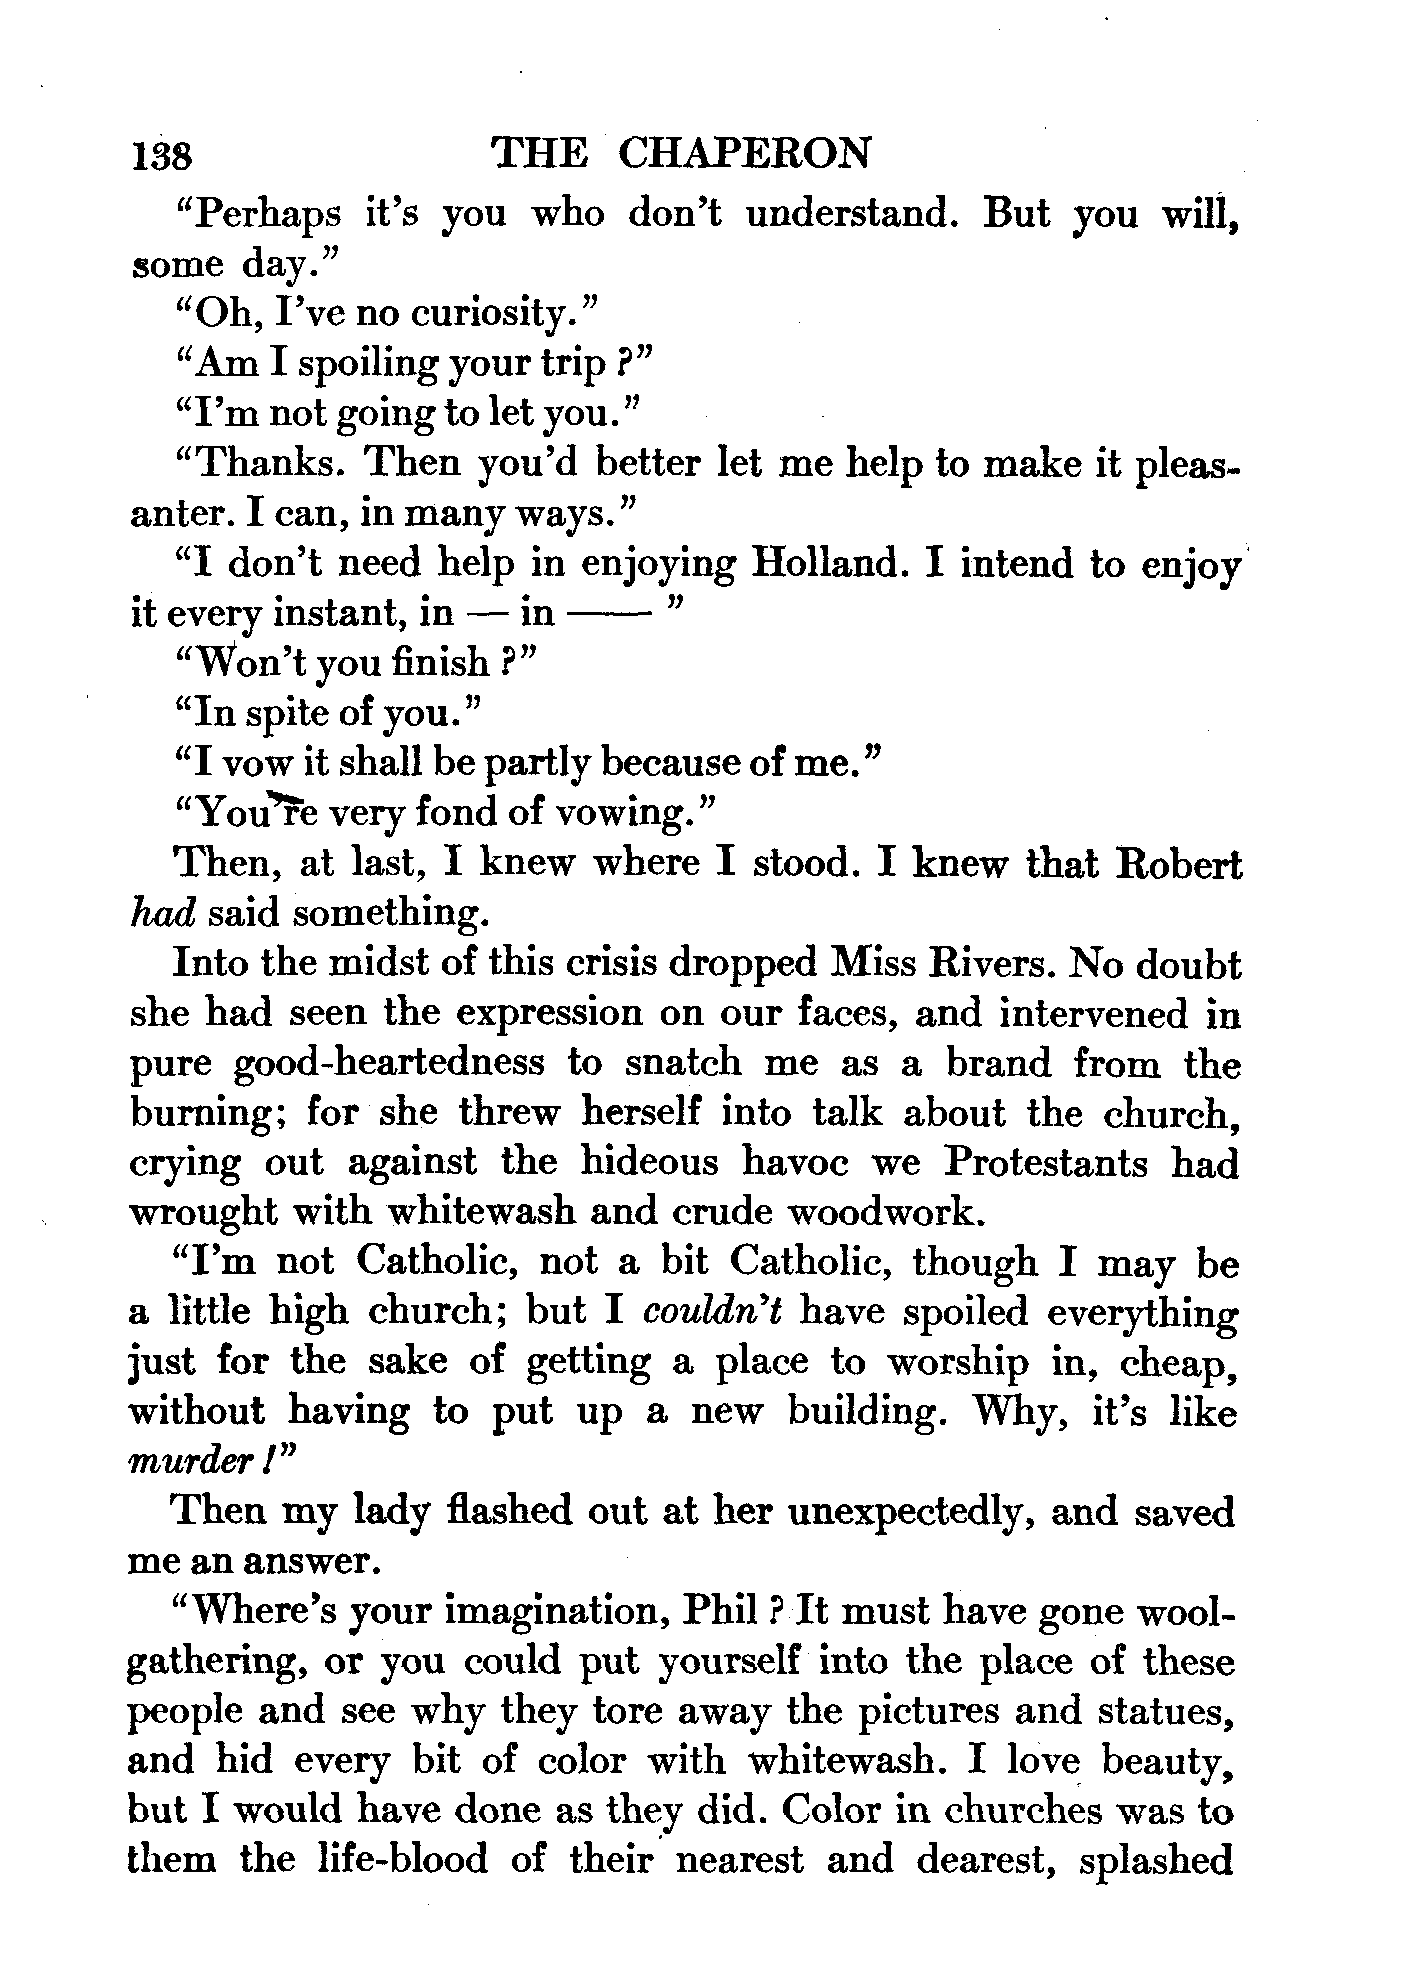 138 THE CHAPERON
“Perhaps it’s you who don’t understand. But you will,
some day.”
“Oh, I’ve no curiosity.”
“Am I spoiling your trip ?”
“I’m not going to let you.”
“Thanks. Then you’d better let me help to make it pleas-
anter. I can, in many ways.”
“I don’t need help in enjoying Holland. I intend to enjoy
it every instant, in — in —— ”
“Won’t you finish ?”
“In spite of you.”
“I vow it shall be partly because of me.”
“You’re very fond of vowing.”
Then, at last, I knew where I stood. I knew that Robert
had said something.
Into the midst of this crisis dropped Miss Rivers. No doubt
she had seen the expression on our faces, and intervened in
pure good-heartedness to snatch me as a brand from the
burning; for she threw herself into talk about the church,
crying out against the hideous havoc we Protestants had
wrought with whitewash and crude woodwork.
“I’m not Catholic, not a bit Catholic, though I may be
a little high church; but I couldn’t have spoiled everything
just for the sake of getting a place to worship in, cheap,
without having to put up a new building. Why, it’s like
murder !”
Then my lady flashed out at her unexpectedly, and saved
me an answer.
“Where’s your imagination, Phil ? It must have gone wool-
gathering, or you could put yourself into the place of these
people and see why they tore away the pictures and statues,
and hid every bit of color with whitewash. I love beauty,
but I would have done as they did. Color in churches was to
them the life-blood of their nearest and dearest, splashed